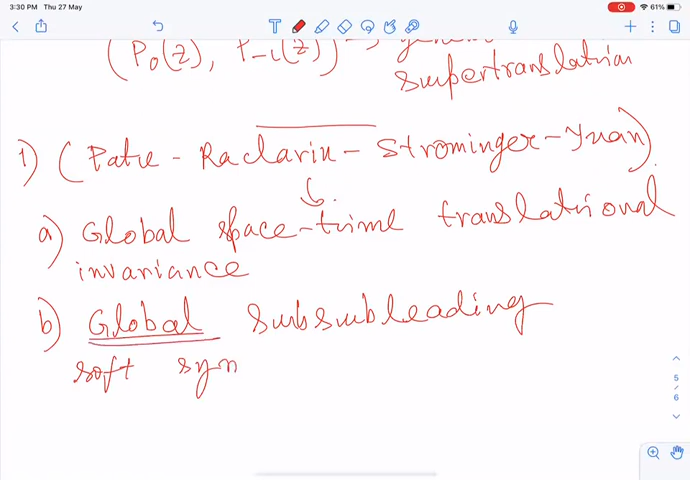 3:30 PM Thu 27 May
61%
(P₀(z), P₋₁(z)) → gener
supertranslation
1) (Pate - Raclariu - Strominger - Yuan)
a) Global space-time translational
invariance
b) Global subsubleading
soft sym
5
/
6